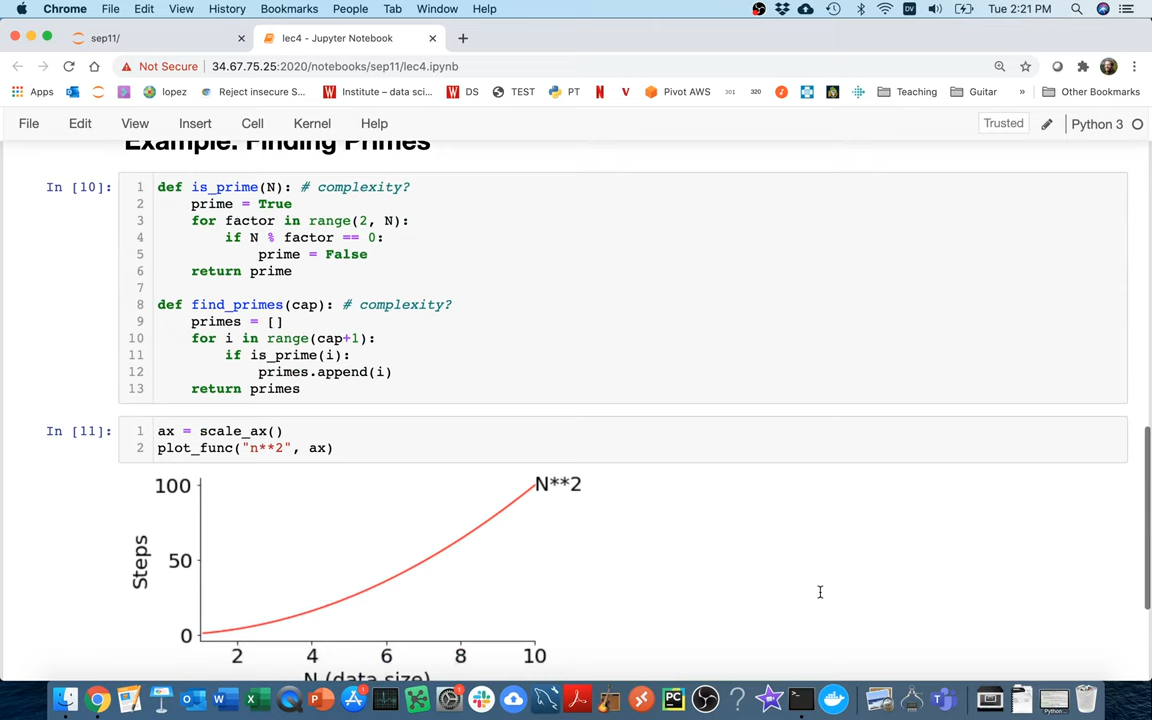 Chrome File Edit View History Bookmarks People Tab Window Help Tue 2:21 PM
sep11/ lec4 - Jupyter Notebook
Not Secure 34.67.75.25:2020/notebooks/sep11/lec4.ipynb
Apps lopez Reject insecure S... Institute – data sci... DS TEST PT Pivot AWS 301 320 Teaching Guitar » Other Bookmarks
File Edit View Insert Cell Kernel Help Trusted Python 3
Example: Finding Primes
In [10]:
1 def is_prime(N): # complexity?
2 prime = True
3 for factor in range(2, N):
4 if N % factor == 0:
5 prime = False
6 return prime
7
8 def find_primes(cap): # complexity?
9 primes = []
10 for i in range(cap+1):
11 if is_prime(i):
12 primes.append(i)
13 return primes
In [11]:
1 ax = scale_ax()
2 plot_func("n**2", ax)
100
N**2
50
Steps
0
2 4 6 8 10
N (data size)